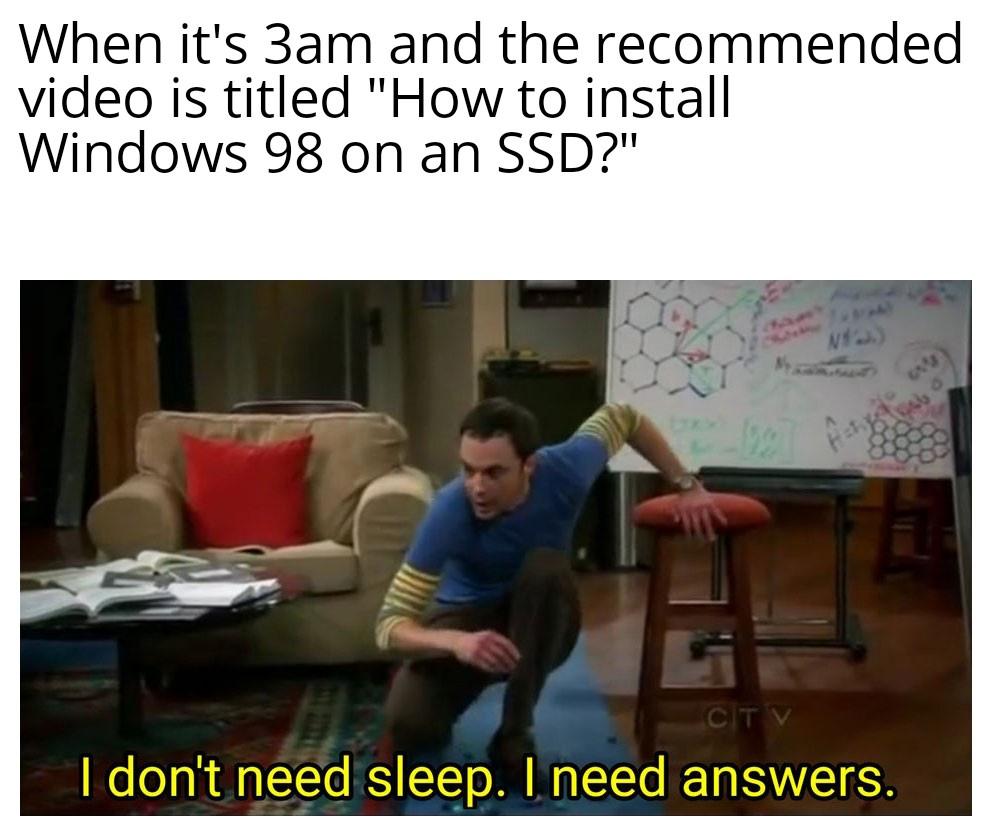 When it's 3am and the recommended
video is titled "How to install
Windows 98 on an SSD?"
CTV
I don't need sleep. I need answers.